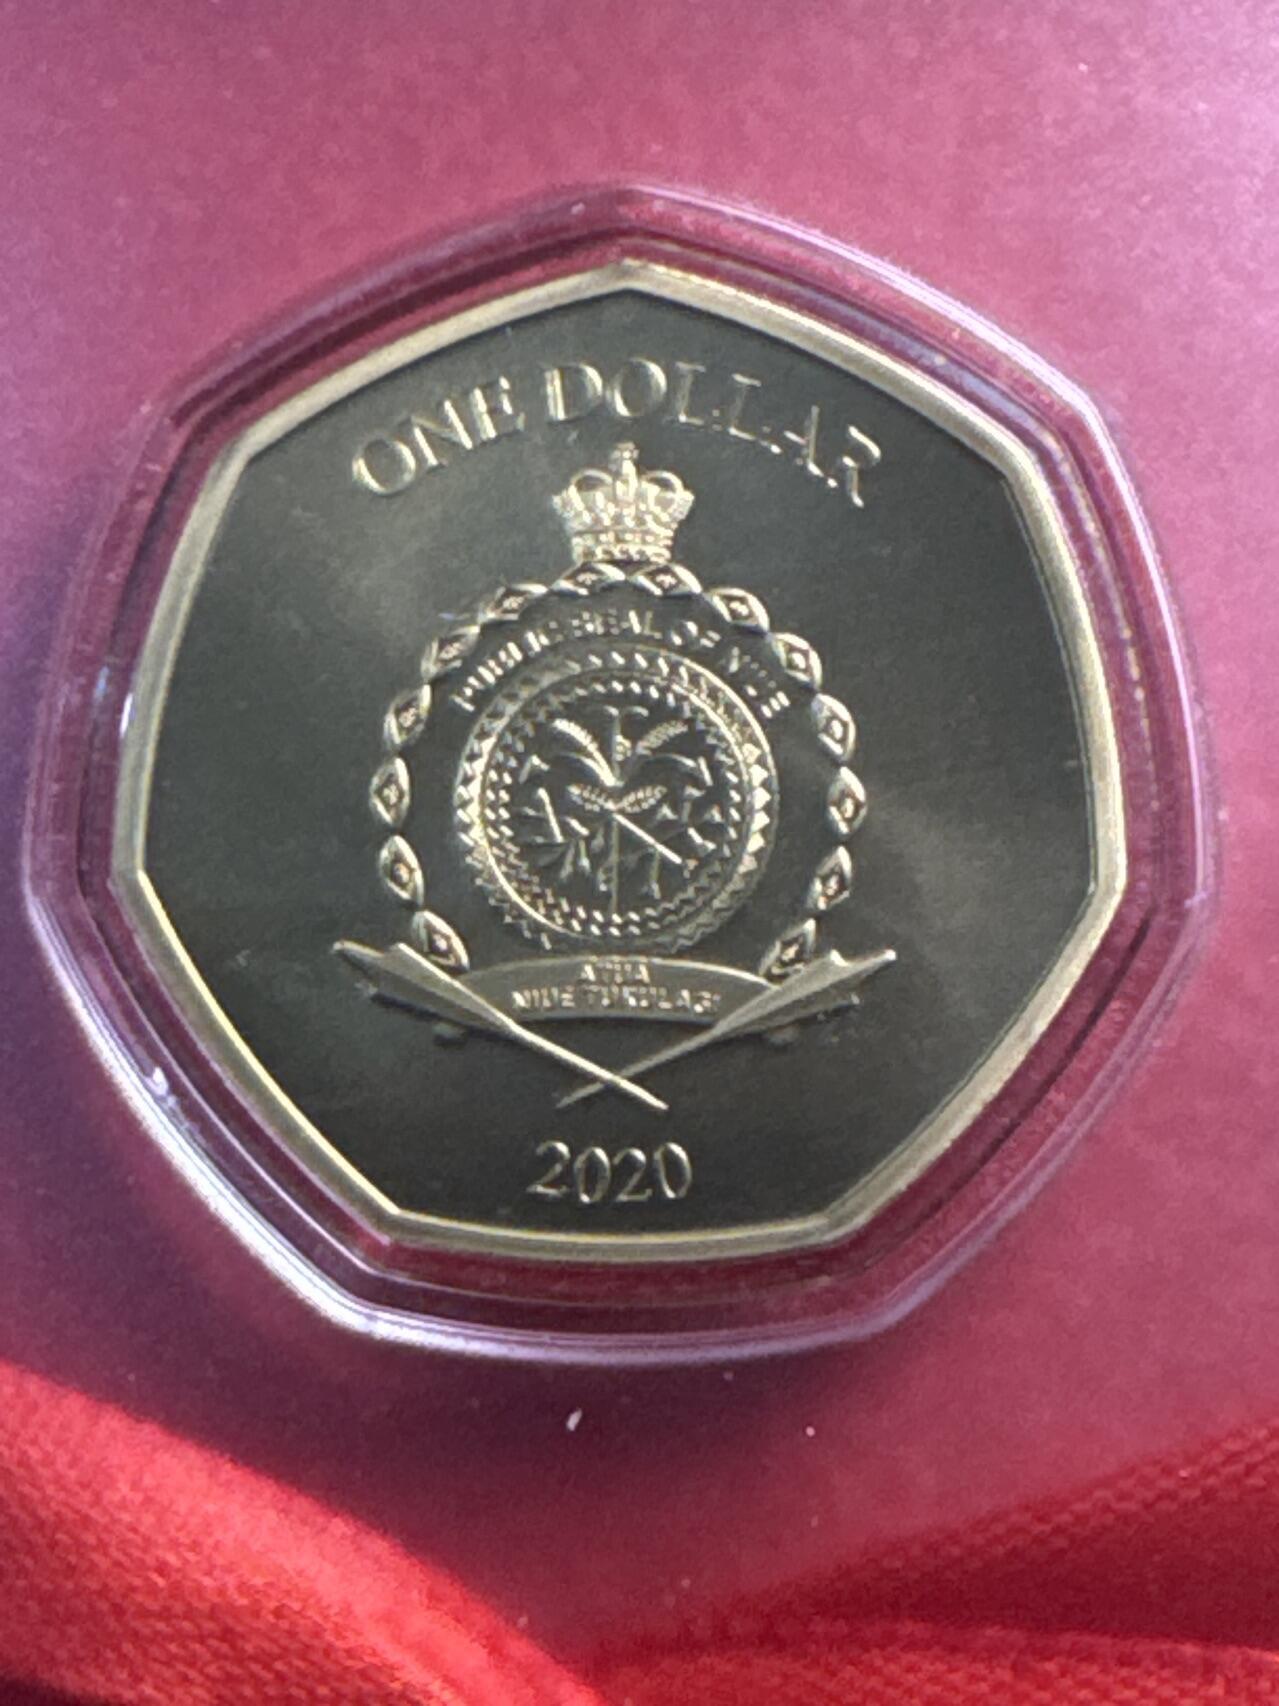 ONE DOLLAR
PUBLIC SEAL OF NIUE
ATUA
NIUE TUKULAGI
2020